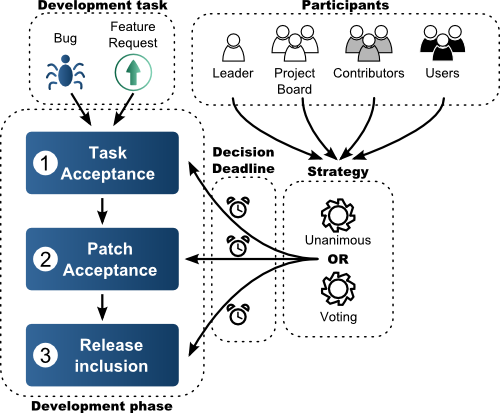 Development task
Bug
Feature
Request
Participants
Leader
Project
Board
Contributors
Users
1
Task
Acceptance
2
Patch
Acceptance
3
Release
inclusion
Development phase
Decision
Deadline
Strategy
Unanimous
OR
Voting